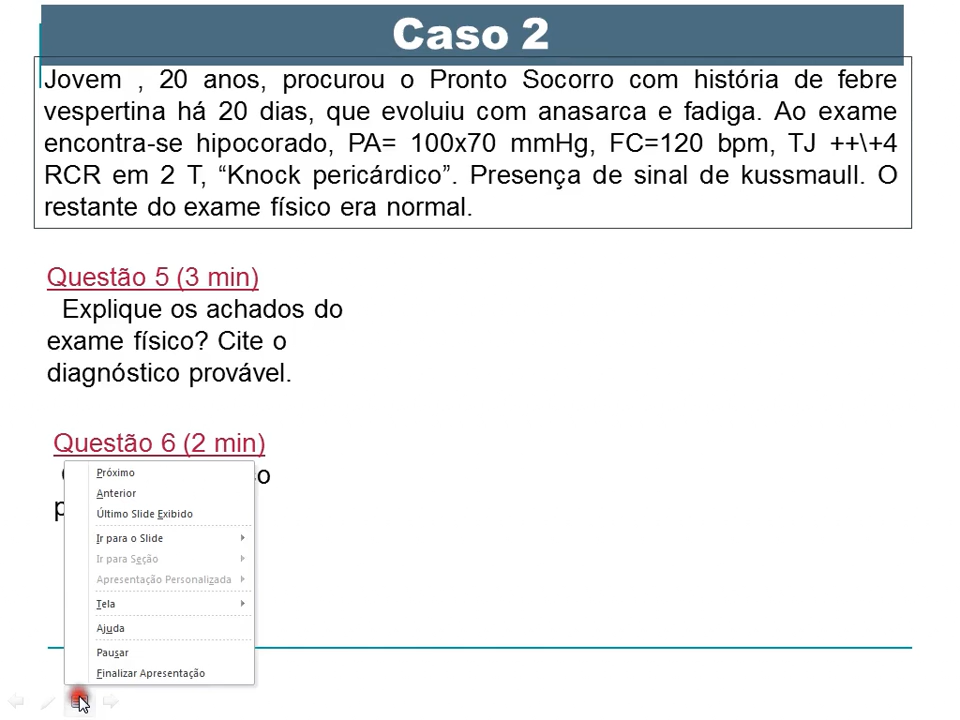 Caso 2
Jovem , 20 anos, procurou o Pronto Socorro com história de febre
vespertina há 20 dias, que evoluiu com anasarca e fadiga. Ao exame
encontra-se hipocorado, PA= 100x70 mmHg, FC=120 bpm, TJ ++\+4
RCR em 2 T, “Knock pericárdico”. Presença de sinal de kussmaull. O
restante do exame físico era normal.
Questão 5 (3 min)
Explique os achados do
exame físico? Cite o
diagnóstico provável.
Questão 6 (2 min)
Próximo
Anterior
Último Slide Exibido
Ir para o Slide
Ir para Seção
Apresentação Personalizada
Tela
Ajuda
Pausar
Finalizar Apresentação